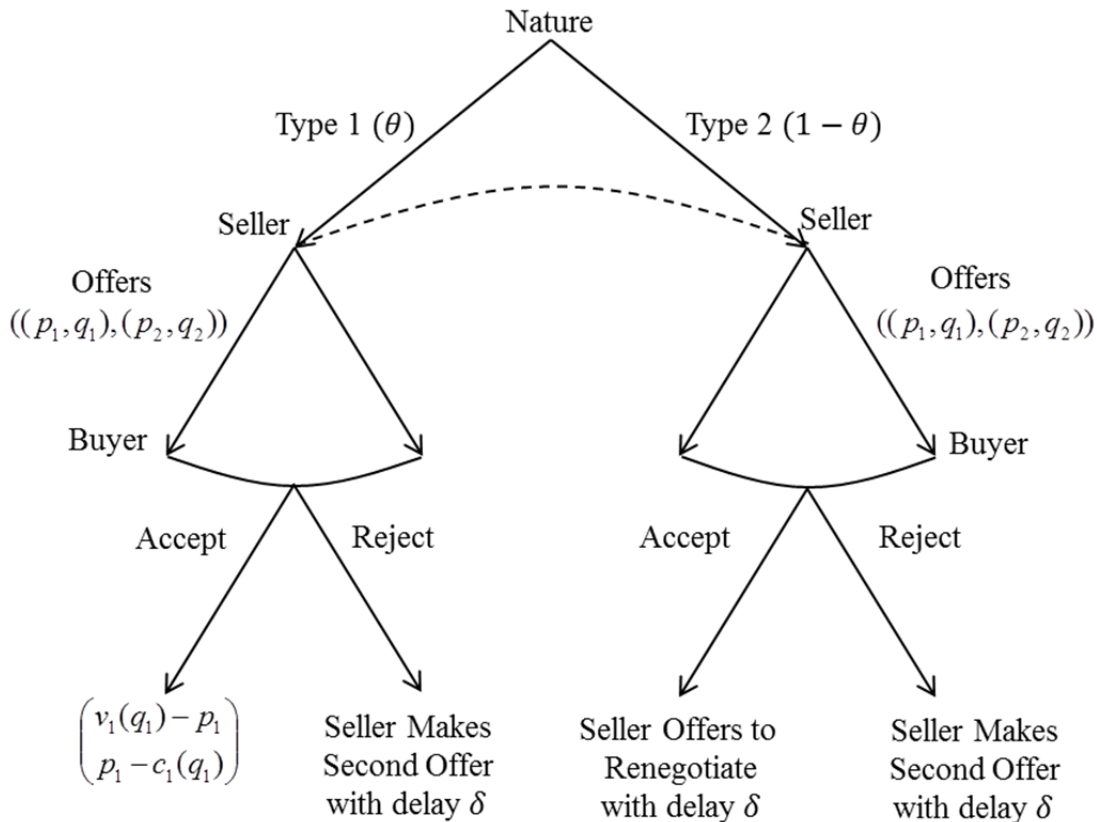 Nature
Type 1 (θ)
Type 2 (1 − θ)
Seller
Seller
Offers
((p₁,q₁),(p₂,q₂))
Offers
((p₁,q₁),(p₂,q₂))
Buyer
Buyer
Accept
Reject
Accept
Reject
v₁(q₁) − p₁
p₁ − c₁(q₁)
Seller Makes
Second Offer
with delay δ
Seller Offers to
Renegotiate
with delay δ
Seller Makes
Second Offer
with delay δ